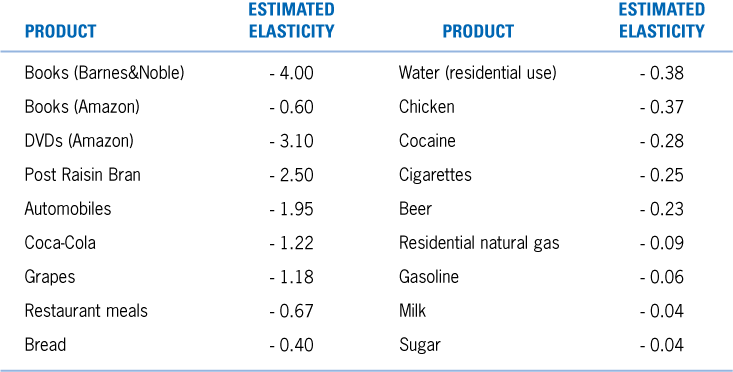 PRODUCT ESTIMATED ELASTICITY PRODUCT ESTIMATED ELASTICITY
Books (Barnes&Noble) - 4.00 Water (residential use) - 0.38
Books (Amazon) - 0.60 Chicken - 0.37
DVDs (Amazon) - 3.10 Cocaine - 0.28
Post Raisin Bran - 2.50 Cigarettes - 0.25
Automobiles - 1.95 Beer - 0.23
Coca-Cola - 1.22 Residential natural gas - 0.09
Grapes - 1.18 Gasoline - 0.06
Restaurant meals - 0.67 Milk - 0.04
Bread - 0.40 Sugar - 0.04